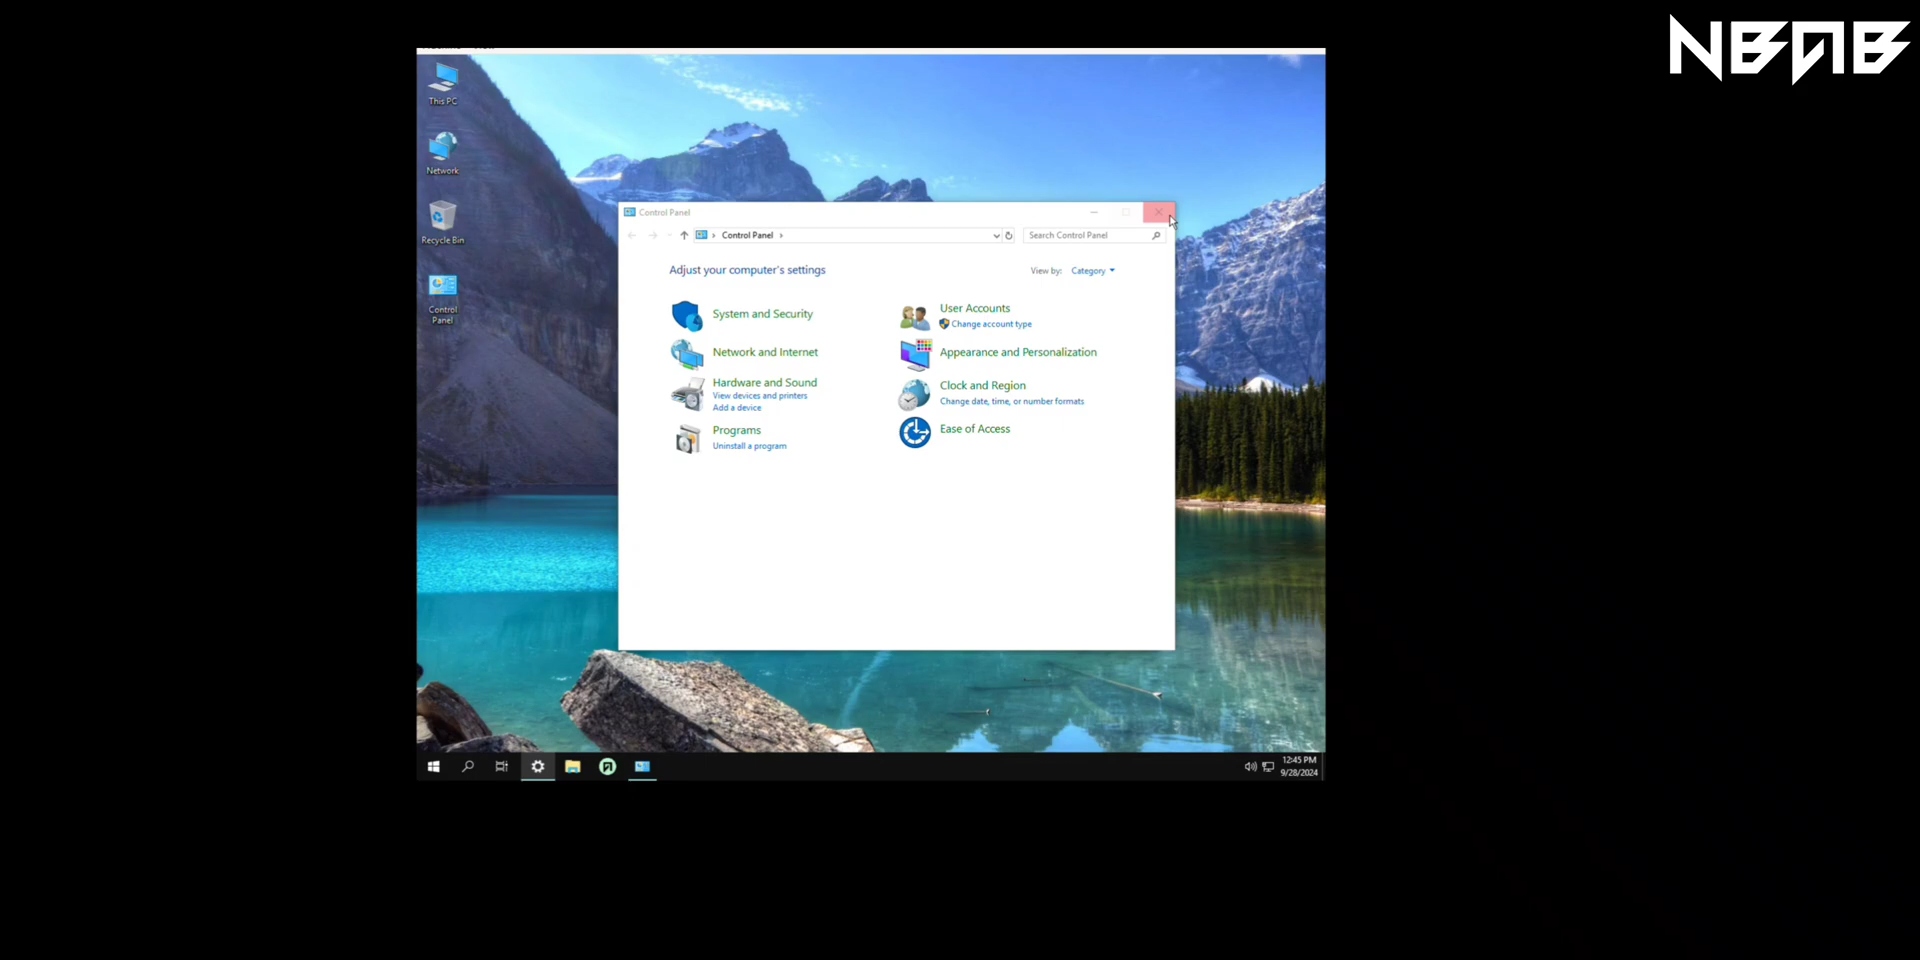 NBAB
This PC
Network
Recycle Bin
Control
Panel
Control Panel
Control Panel
Search Control Panel
Adjust your computer's settings
View by: Category
System and Security
Network and Internet
Hardware and Sound
View devices and printers
Add a device
Programs
Uninstall a program
User Accounts
Change account type
Appearance and Personalization
Clock and Region
Change date, time, or number formats
Ease of Access
12:45 PM
9/28/2024